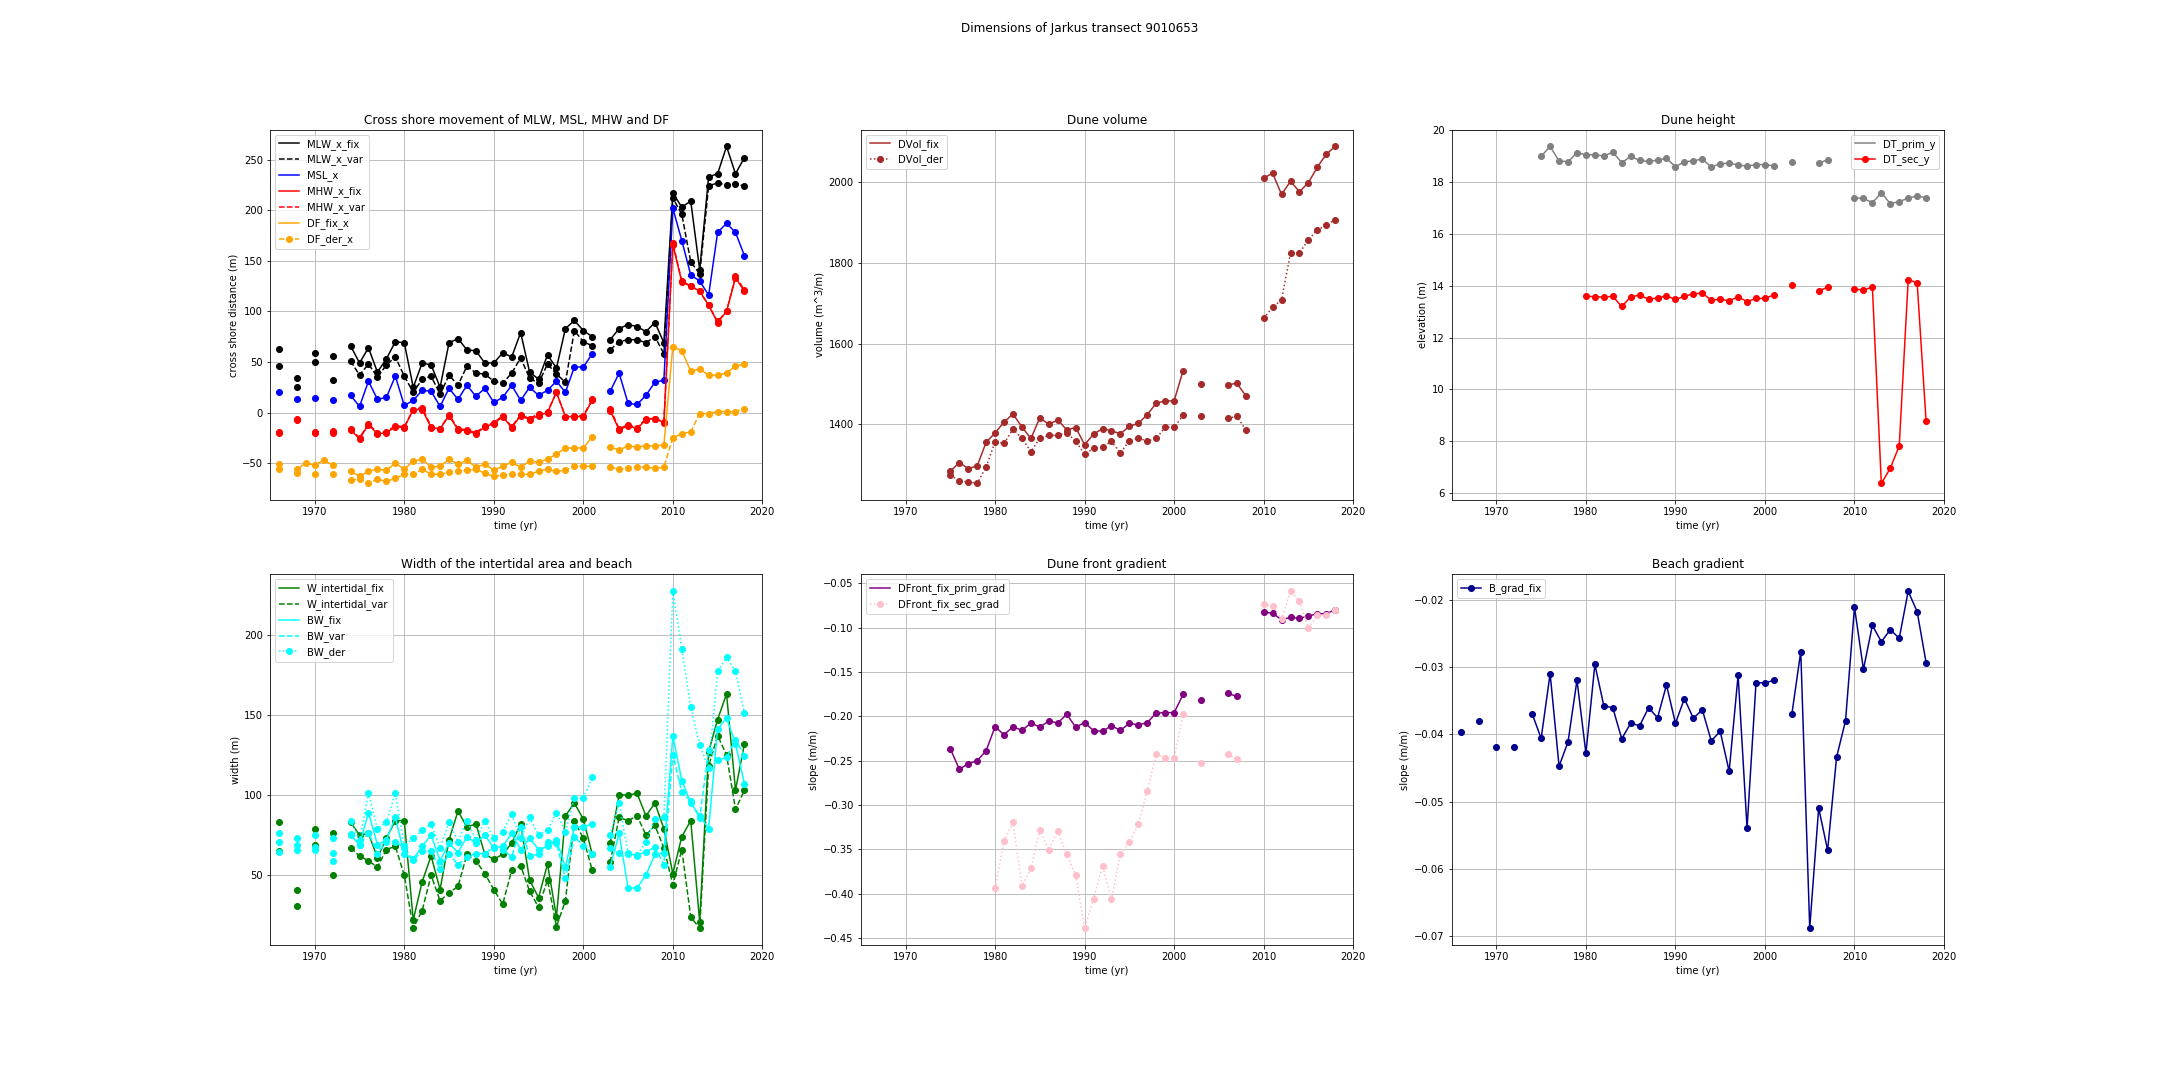 Dimensions of Jarkus transect 9010653
Cross shore movement of MLW, MSL, MHW and DF
cross shore distance (m)
250
200
150
100
50
0
−50
MLW_x_fix
MLW_x_var
MSL_x
MHW_x_fix
MHW_x_var
DF_fix_x
DF_der_x
1970 1980 1990 2000 2010 2020
time (yr)
Dune volume
volume (m^3/m)
2000
1800
1600
1400
DVol_fix
DVol_der
1970 1980 1990 2000 2010 2020
time (yr)
Dune height
elevation (m)
20
18
16
14
12
10
8
6
DT_prim_y
DT_sec_y
1970 1980 1990 2000 2010 2020
time (yr)
Width of the intertidal area and beach
width (m)
200
150
100
50
W_intertidal_fix
W_intertidal_var
BW_fix
BW_var
BW_der
1970 1980 1990 2000 2010 2020
time (yr)
Dune front gradient
slope (m/m)
−0.05
−0.10
−0.15
−0.20
−0.25
−0.30
−0.35
−0.40
−0.45
DFront_fix_prim_grad
DFront_fix_sec_grad
1970 1980 1990 2000 2010 2020
time (yr)
Beach gradient
slope (m/m)
−0.02
−0.03
−0.04
−0.05
−0.06
−0.07
B_grad_fix
1970 1980 1990 2000 2010 2020
time (yr)